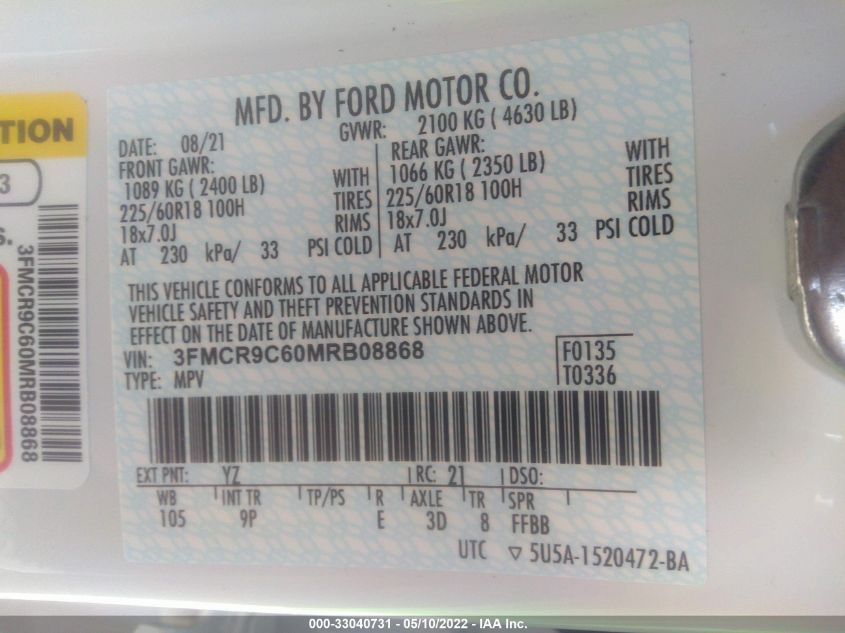 MFD. BY FORD MOTOR CO.
DATE: 08/21 GVWR: 2100 KG ( 4630 LB)
FRONT GAWR:
1089 KG ( 2400 LB) WITH
225/60R18 100H TIRES
18x7.0J RIMS
AT 230 kPa/ 33 PSI COLD
REAR GAWR:
1066 KG ( 2350 LB) WITH
225/60R18 100H TIRES
18x7.0J RIMS
AT 230 kPa/ 33 PSI COLD
THIS VEHICLE CONFORMS TO ALL APPLICABLE FEDERAL MOTOR
VEHICLE SAFETY AND THEFT PREVENTION STANDARDS IN
EFFECT ON THE DATE OF MANUFACTURE SHOWN ABOVE.
VIN: 3FMCR9C60MRB08868 F0135
TYPE: MPV T0336
EXT PNT: YZ RC: 21 DSO:
WB INT TR TP/PS R AXLE TR SPR
105 9P E 3D 8 FFBB
UTC ▽ 5U5A-1520472-BA
3
3FMCR9C60MRB08868
000-33040731 - 05/10/2022 - IAA Inc.